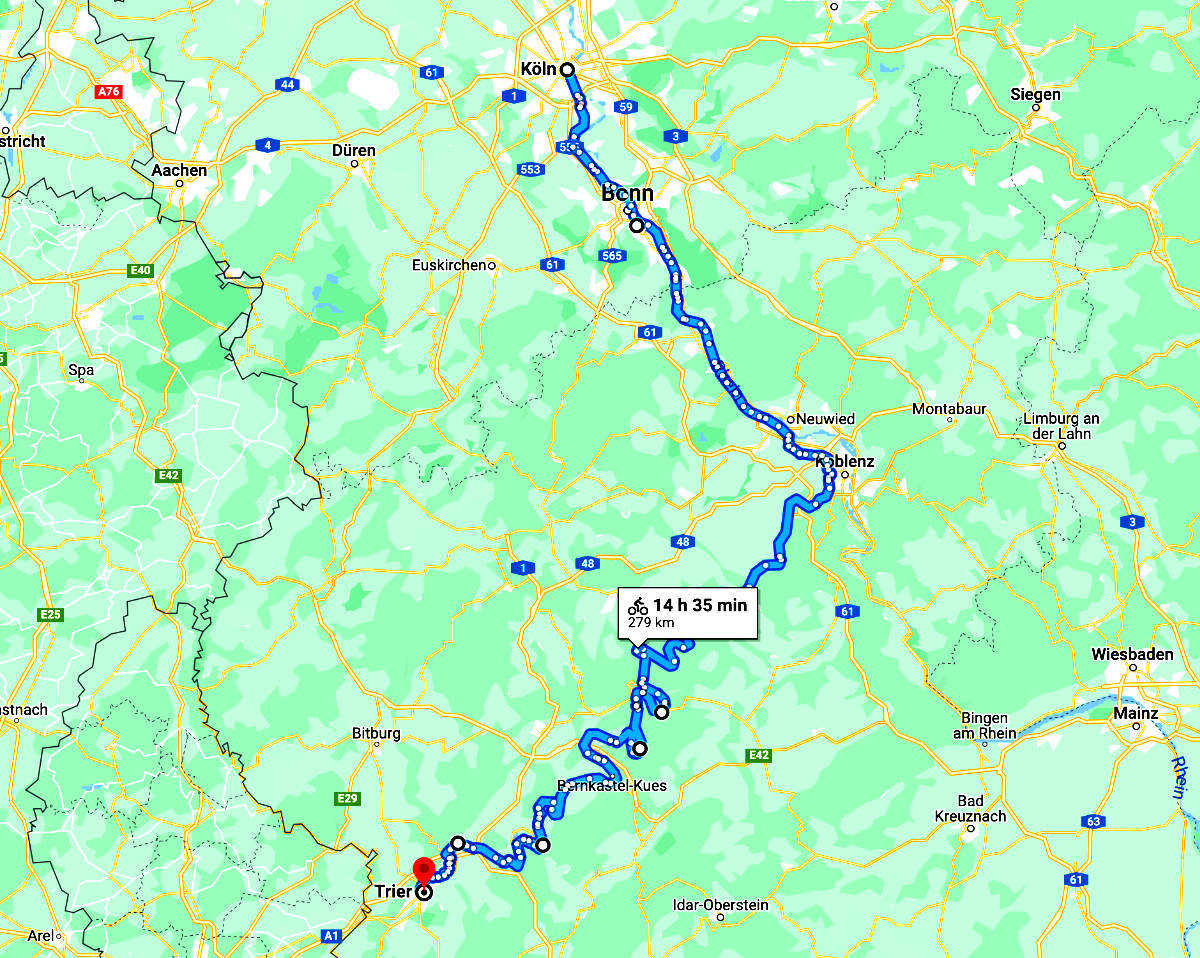 Köln
61
Siegen
44
A76
1
59
3
stricht
4
Düren
553
Aachen
Bonn
565
Euskirchen
61
E40
61
Spa
Montabaur
Neuwied
Limburg an
der Lahn
Koblenz
E42
3
48
48
1
14 h 35 min
279 km
E25
61
Wiesbaden
stnach
Mainz
Bingen
am Rhein
Bitburg
E42
Rhein
Bernkastel-Kues
E29
Bad
Kreuznach
63
61
Trier
Idar-Oberstein
Arel
A1